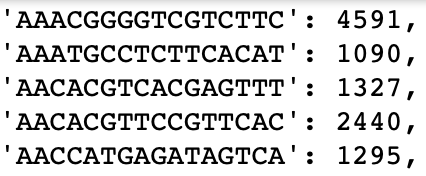 'AAACGGGGTCGTCTTC': 4591,
'AAATGCCTCTTCACAT': 1090,
'AACACGTCACGAGTTT': 1327,
'AACACGTTCCGTTCAC': 2440,
'AACCATGAGATAGTCA': 1295,